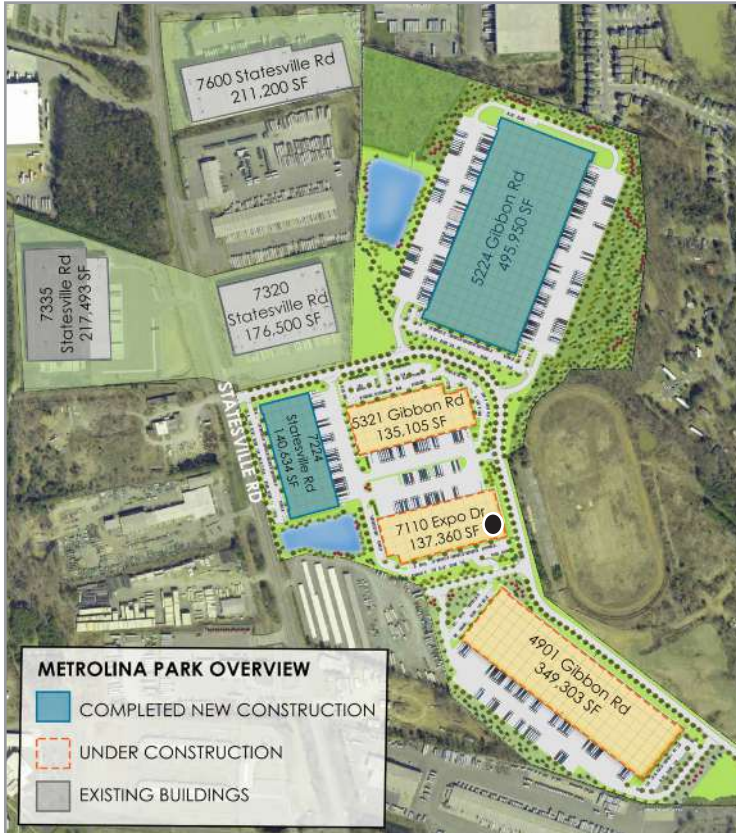 7600 Statesville Rd
211,200 SF
5224 Gibbon Rd
495,950 SF
7335
Statesville Rd
217,493 SF
7320
Statesville Rd
176,500 SF
STATESVILLE RD
7224
Statesville Rd
140,634 SF
5321 Gibbon Rd
135,105 SF
7110 Expo Dr
137,360 SF
4901 Gibbon Rd
349,303 SF
METROLINA PARK OVERVIEW
COMPLETED NEW CONSTRUCTION
UNDER CONSTRUCTION
EXISTING BUILDINGS